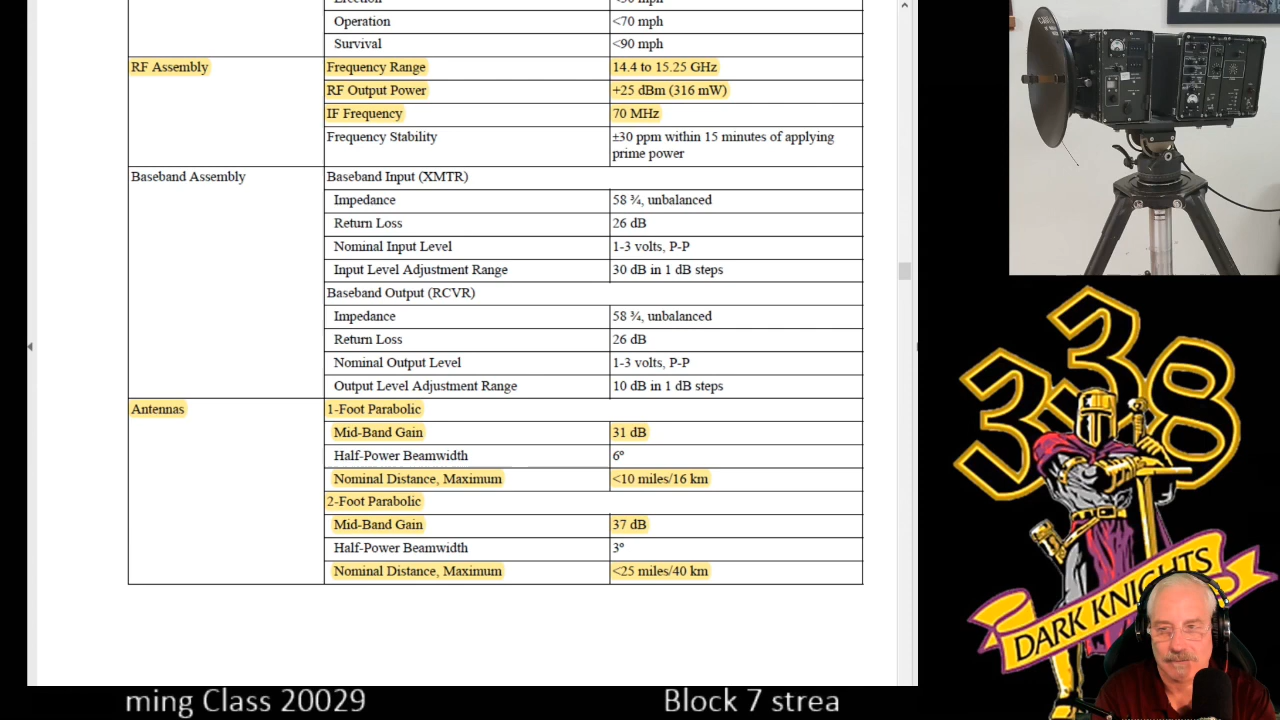 Operation <70 mph
Survival <90 mph
RF Assembly Frequency Range 14.4 to 15.25 GHz
RF Output Power +25 dBm (316 mW)
IF Frequency 70 MHz
Frequency Stability ±30 ppm within 15 minutes of applying
prime power
Baseband Assembly Baseband Input (XMTR)
Impedance 58 ¾, unbalanced
Return Loss 26 dB
Nominal Input Level 1-3 volts, P-P
Input Level Adjustment Range 30 dB in 1 dB steps
Baseband Output (RCVR)
Impedance 58 ¾, unbalanced
Return Loss 26 dB
Nominal Output Level 1-3 volts, P-P
Output Level Adjustment Range 10 dB in 1 dB steps
Antennas 1-Foot Parabolic
Mid-Band Gain 31 dB
Half-Power Beamwidth 6º
Nominal Distance, Maximum <10 miles/16 km
2-Foot Parabolic
Mid-Band Gain 37 dB
Half-Power Beamwidth 3º
Nominal Distance, Maximum <25 miles/40 km
338
DARK KNIGHTS
ming Class 20029 Block 7 strea